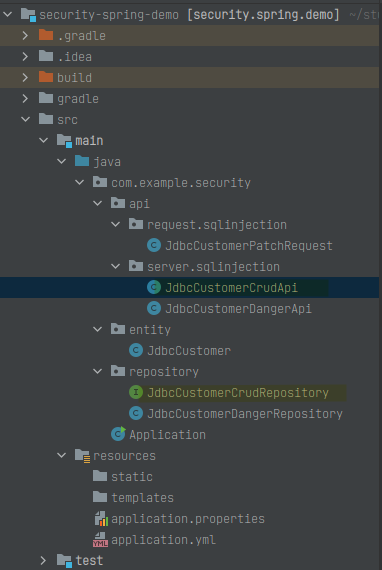 security-spring-demo [security.spring.demo]
.gradle
.idea
build
gradle
src
main
java
com.example.security
api
request.sqlinjection
C JdbcCustomerPatchRequest
server.sqlinjection
C JdbcCustomerCrudApi
C JdbcCustomerDangerApi
entity
C JdbcCustomer
repository
I JdbcCustomerCrudRepository
C JdbcCustomerDangerRepository
C Application
resources
static
templates
application.properties
YML application.yml
test